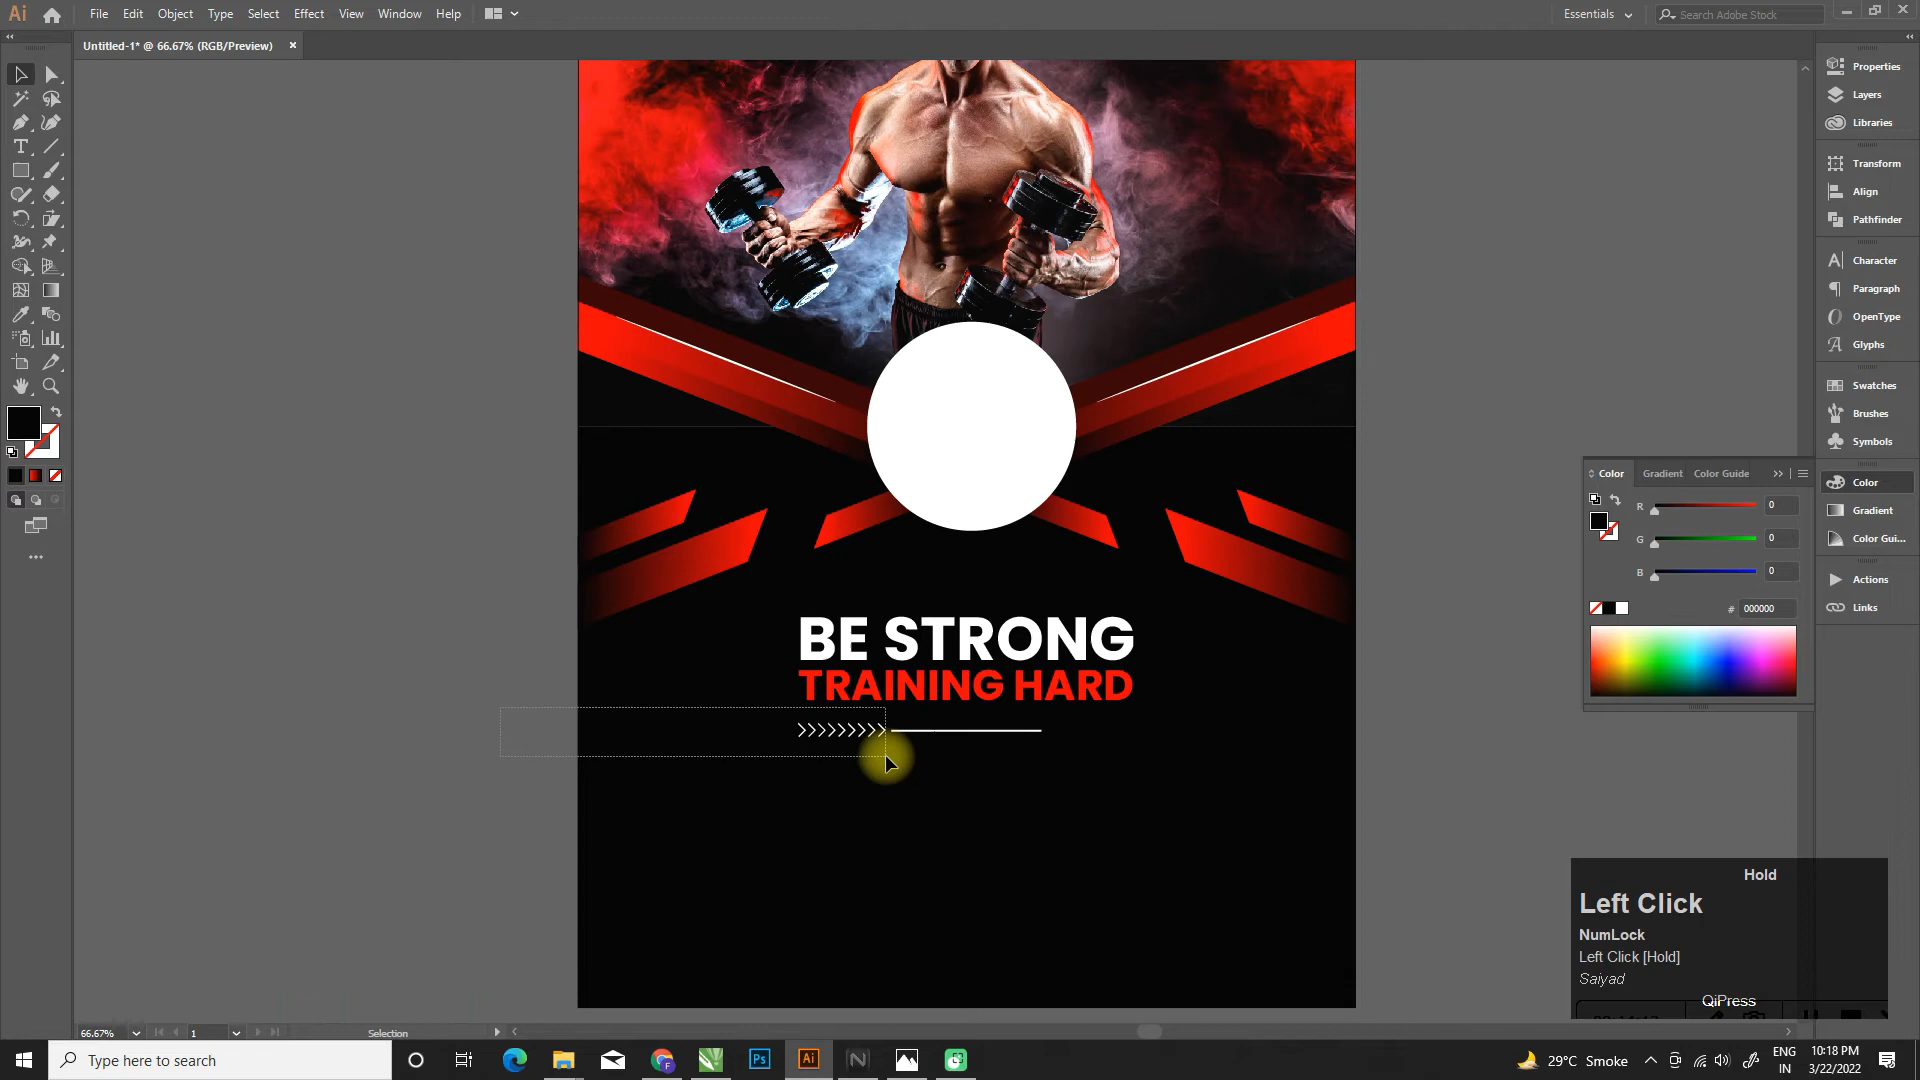 Ai File Edit Object Type Select Effect View Window Help
Essentials
Search Adobe Stock
Untitled-1* @ 66.67% (RGB/Preview) ×
Properties
Layers
Libraries
Transform
Align
Pathfinder
Character
Paragraph
OpenType
Glyphs
Swatches
Brushes
Symbols
Color
Gradient
Color Gui...
Actions
Links
Color Gradient Color Guide
R 0
G 0
B 0
# 000000
BE STRONG
TRAINING HARD
Hold
Left Click
NumLock
Left Click [Hold]
Saiyad
QiPress
66.67% 1 Selection
Type here to search
Ps Ai N
29°C Smoke
ENG
IN
10:18 PM
3/22/2022